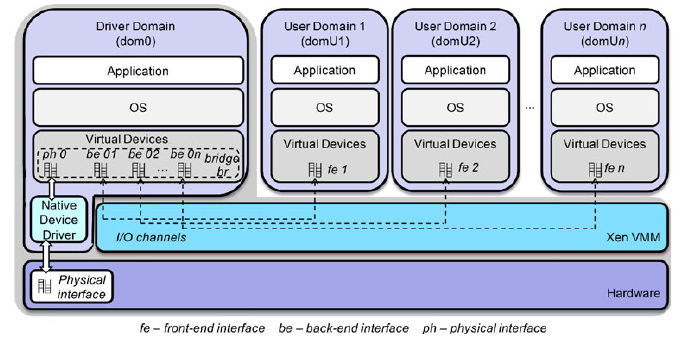 Driver Domain
(dom0)
Application
OS
Virtual Devices
ph 0 be 01 be 02 ... be 0n bridge
br
Native
Device
Driver
User Domain 1
(domU1)
Application
OS
Virtual Devices
fe 1
User Domain 2
(domU2)
Application
OS
Virtual Devices
fe 2
...
User Domain n
(domUn)
Application
OS
Virtual Devices
fe n
I/O channels
Xen VMM
Physical
interface
Hardware
fe – front-end interface be – back-end interface ph – physical interface